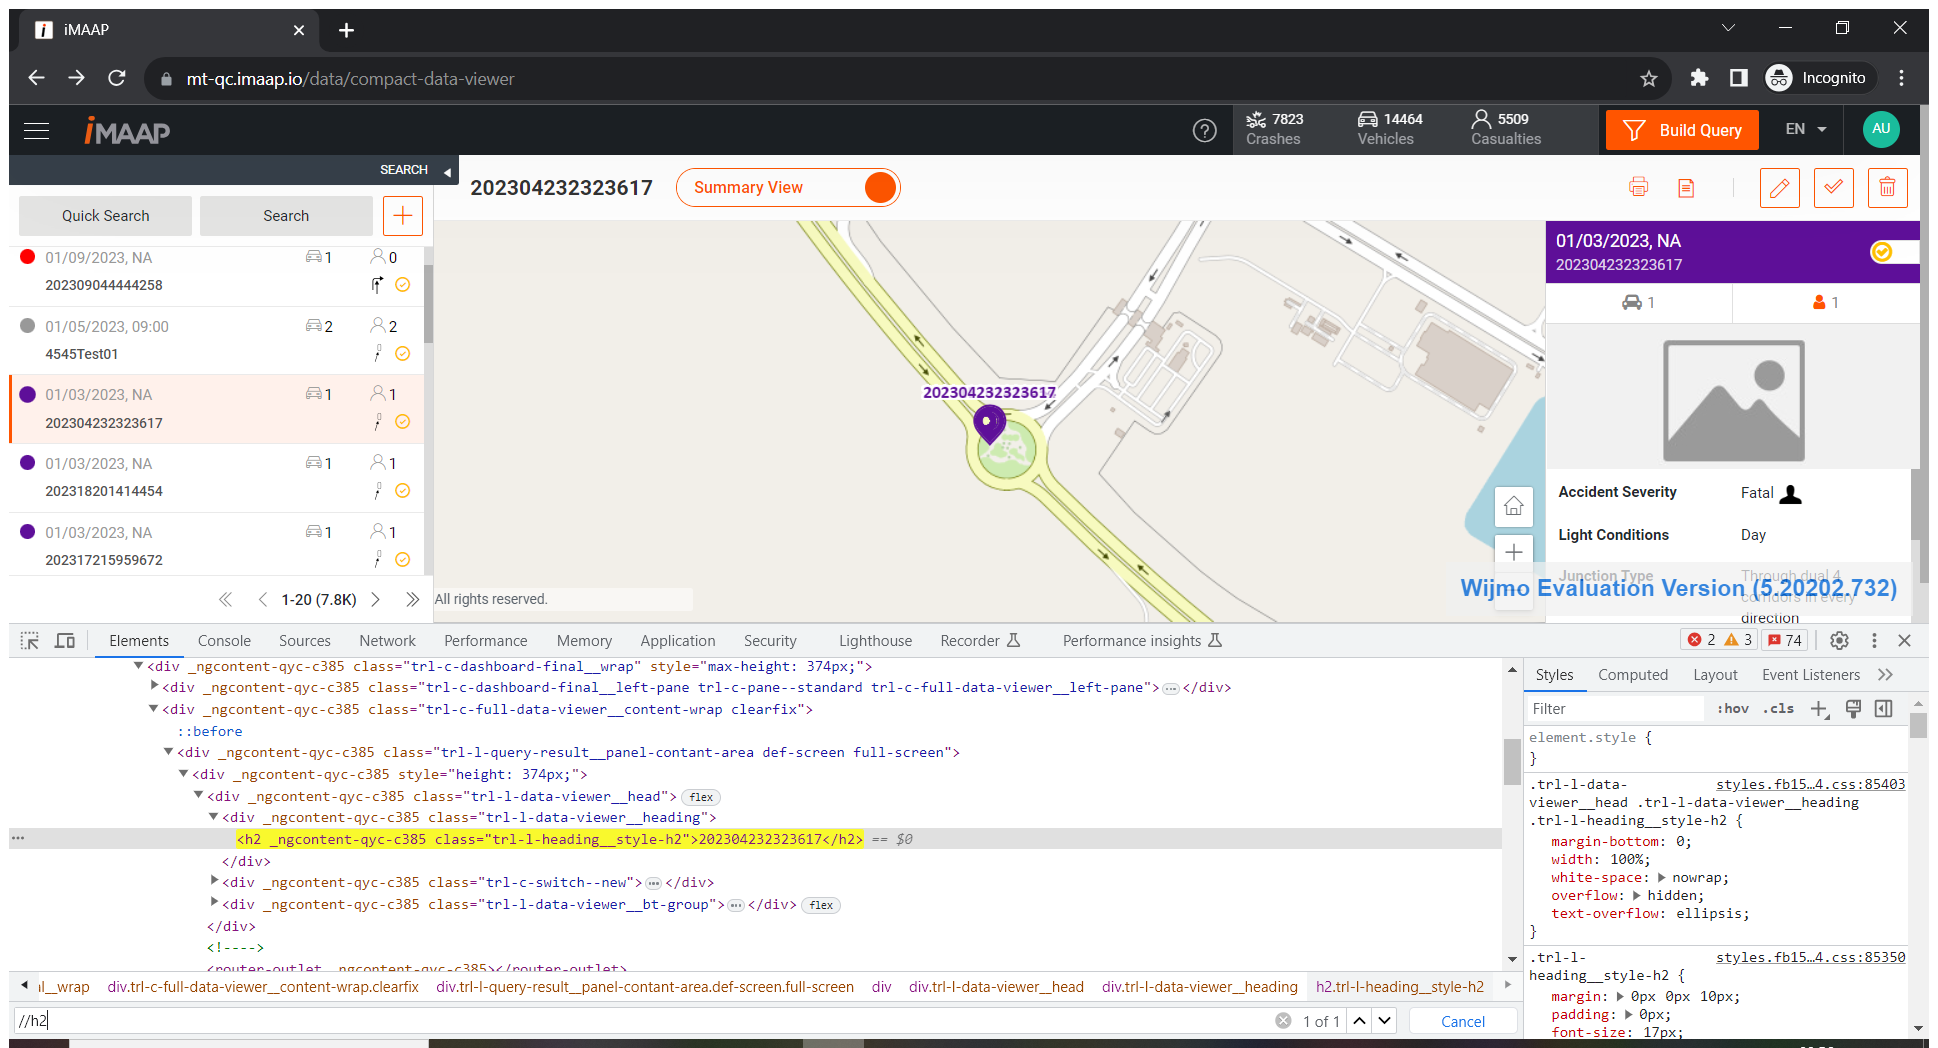 iMAAP
mt-qc.imaap.io/data/compact-data-viewer
Incognito
iMAAP
7823
Crashes
14464
Vehicles
5509
Casualties
Build Query
EN
AU
SEARCH
Quick Search
Search
202304232323617
Summary View
01/09/2023, NA
1
0
202309044444258
01/05/2023, 09:00
2
2
4545Test01
01/03/2023, NA
1
1
202304232323617
01/03/2023, NA
1
1
202318201414454
01/03/2023, NA
1
1
202317215959672
1-20 (7.8K)
202304232323617
All rights reserved.
01/03/2023, NA
202304232323617
1
1
Accident Severity
Fatal
Light Conditions
Day
Junction Type
Through dual 4
corridors in every
direction
Wijmo Evaluation Version (5.20202.732)
Elements Console Sources Network Performance Memory Application Security Lighthouse Recorder Performance insights
2 3 74
<div _ngcontent-qyc-c385 class="trl-c-dashboard-final__wrap" style="max-height: 374px;">
<div _ngcontent-qyc-c385 class="trl-c-dashboard-final__left-pane trl-c-pane--standard trl-c-full-data-viewer__left-pane">…</div>
<div _ngcontent-qyc-c385 class="trl-c-full-data-viewer__content-wrap clearfix">
::before
<div _ngcontent-qyc-c385 class="trl-l-query-result__panel-contant-area def-screen full-screen">
<div _ngcontent-qyc-c385 style="height: 374px;">
<div _ngcontent-qyc-c385 class="trl-l-data-viewer__head"> flex
<div _ngcontent-qyc-c385 class="trl-l-data-viewer__heading">
<h2 _ngcontent-qyc-c385 class="trl-l-heading__style-h2">202304232323617</h2> == $0
</div>
<div _ngcontent-qyc-c385 class="trl-c-switch--new">…</div>
<div _ngcontent-qyc-c385 class="trl-l-data-viewer__bt-group">…</div> flex
</div>
<!---->
<router-outlet _ngcontent-qyc-c385></router-outlet>
l__wrap div.trl-c-full-data-viewer__content-wrap.clearfix div.trl-l-query-result__panel-contant-area.def-screen.full-screen div div.trl-l-data-viewer__head div.trl-l-data-viewer__heading h2.trl-l-heading__style-h2
//h2
1 of 1
Cancel
Styles Computed Layout Event Listeners
Filter
:hov .cls
element.style {
}
.trl-l-data- styles.fb15…4.css:85403
viewer__head .trl-l-data-viewer__heading
.trl-l-heading__style-h2 {
margin-bottom: 0;
width: 100%;
white-space: nowrap;
overflow: hidden;
text-overflow: ellipsis;
}
.trl-l- styles.fb15…4.css:85350
heading__style-h2 {
margin: 0px 0px 10px;
padding: 0px;
font-size: 17px;